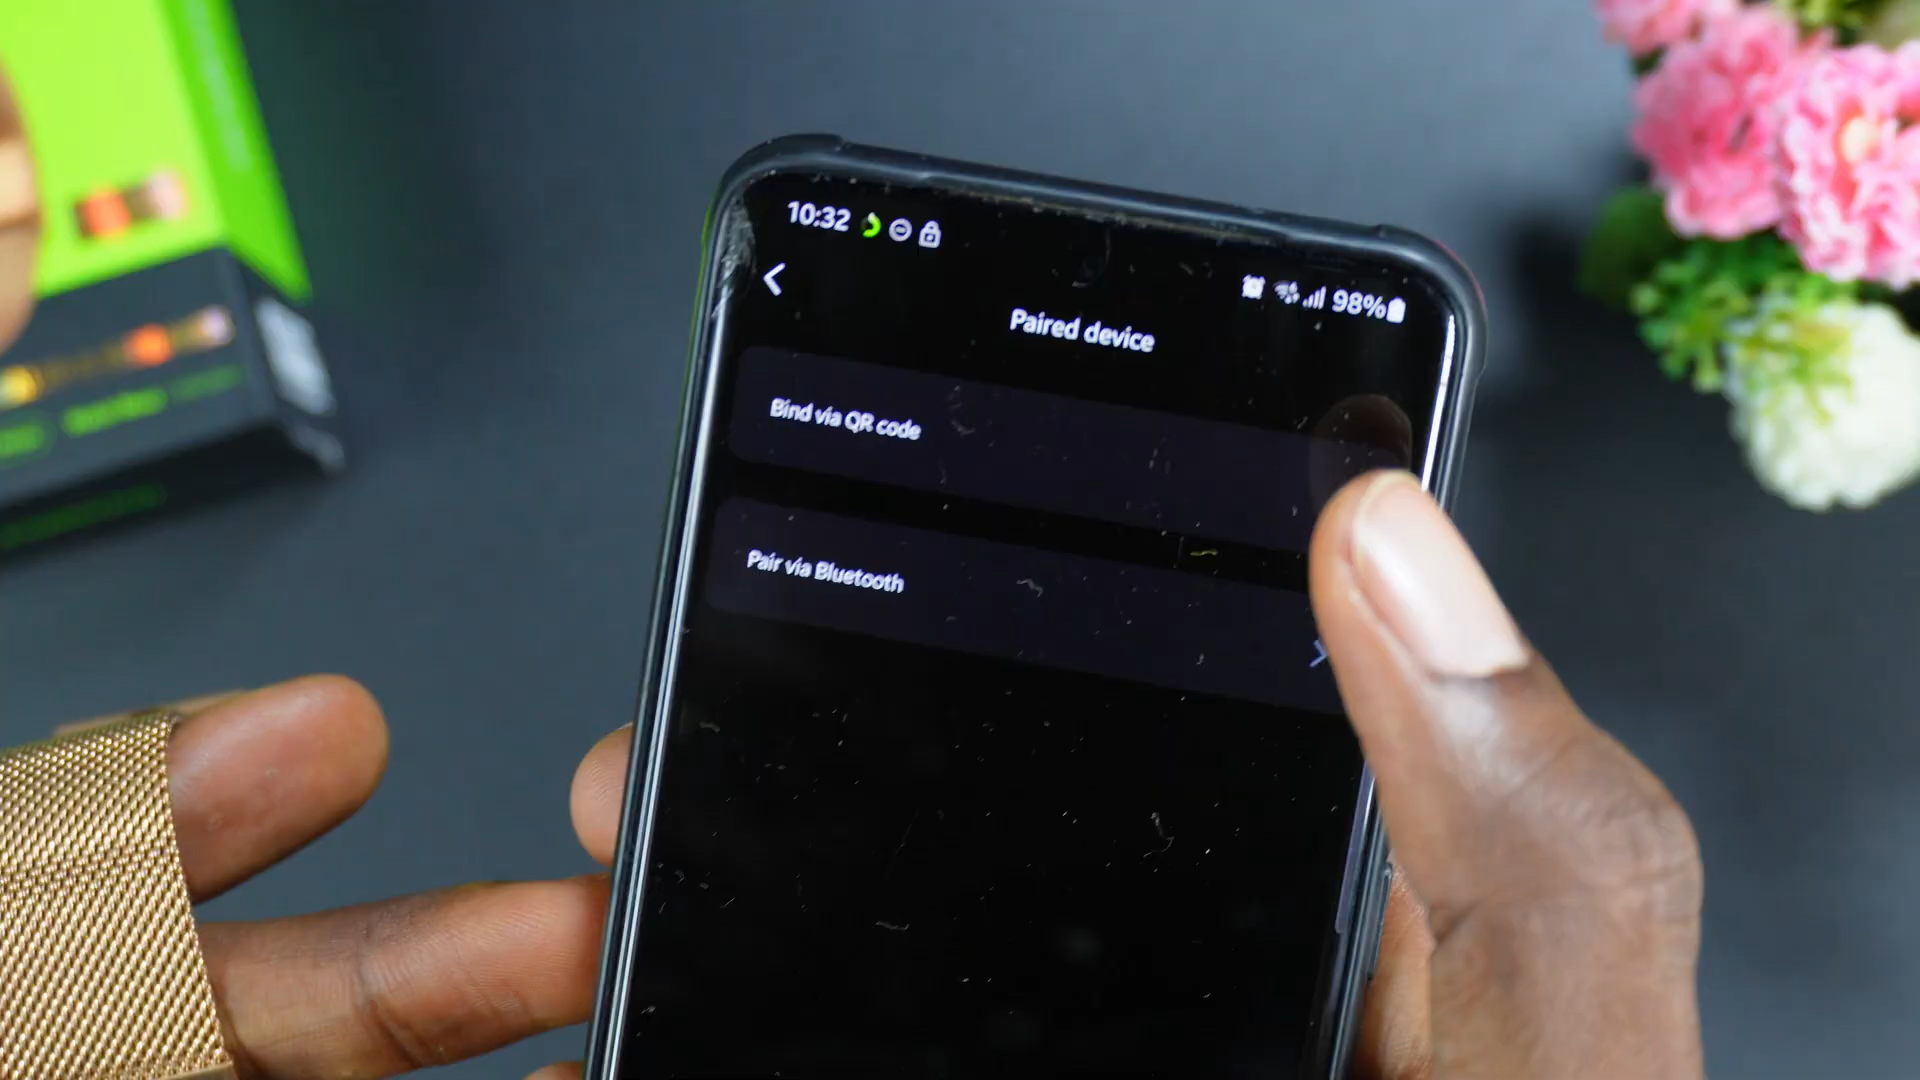 10:32
98%
Paired device
Bind via QR code
Pair via Bluetooth